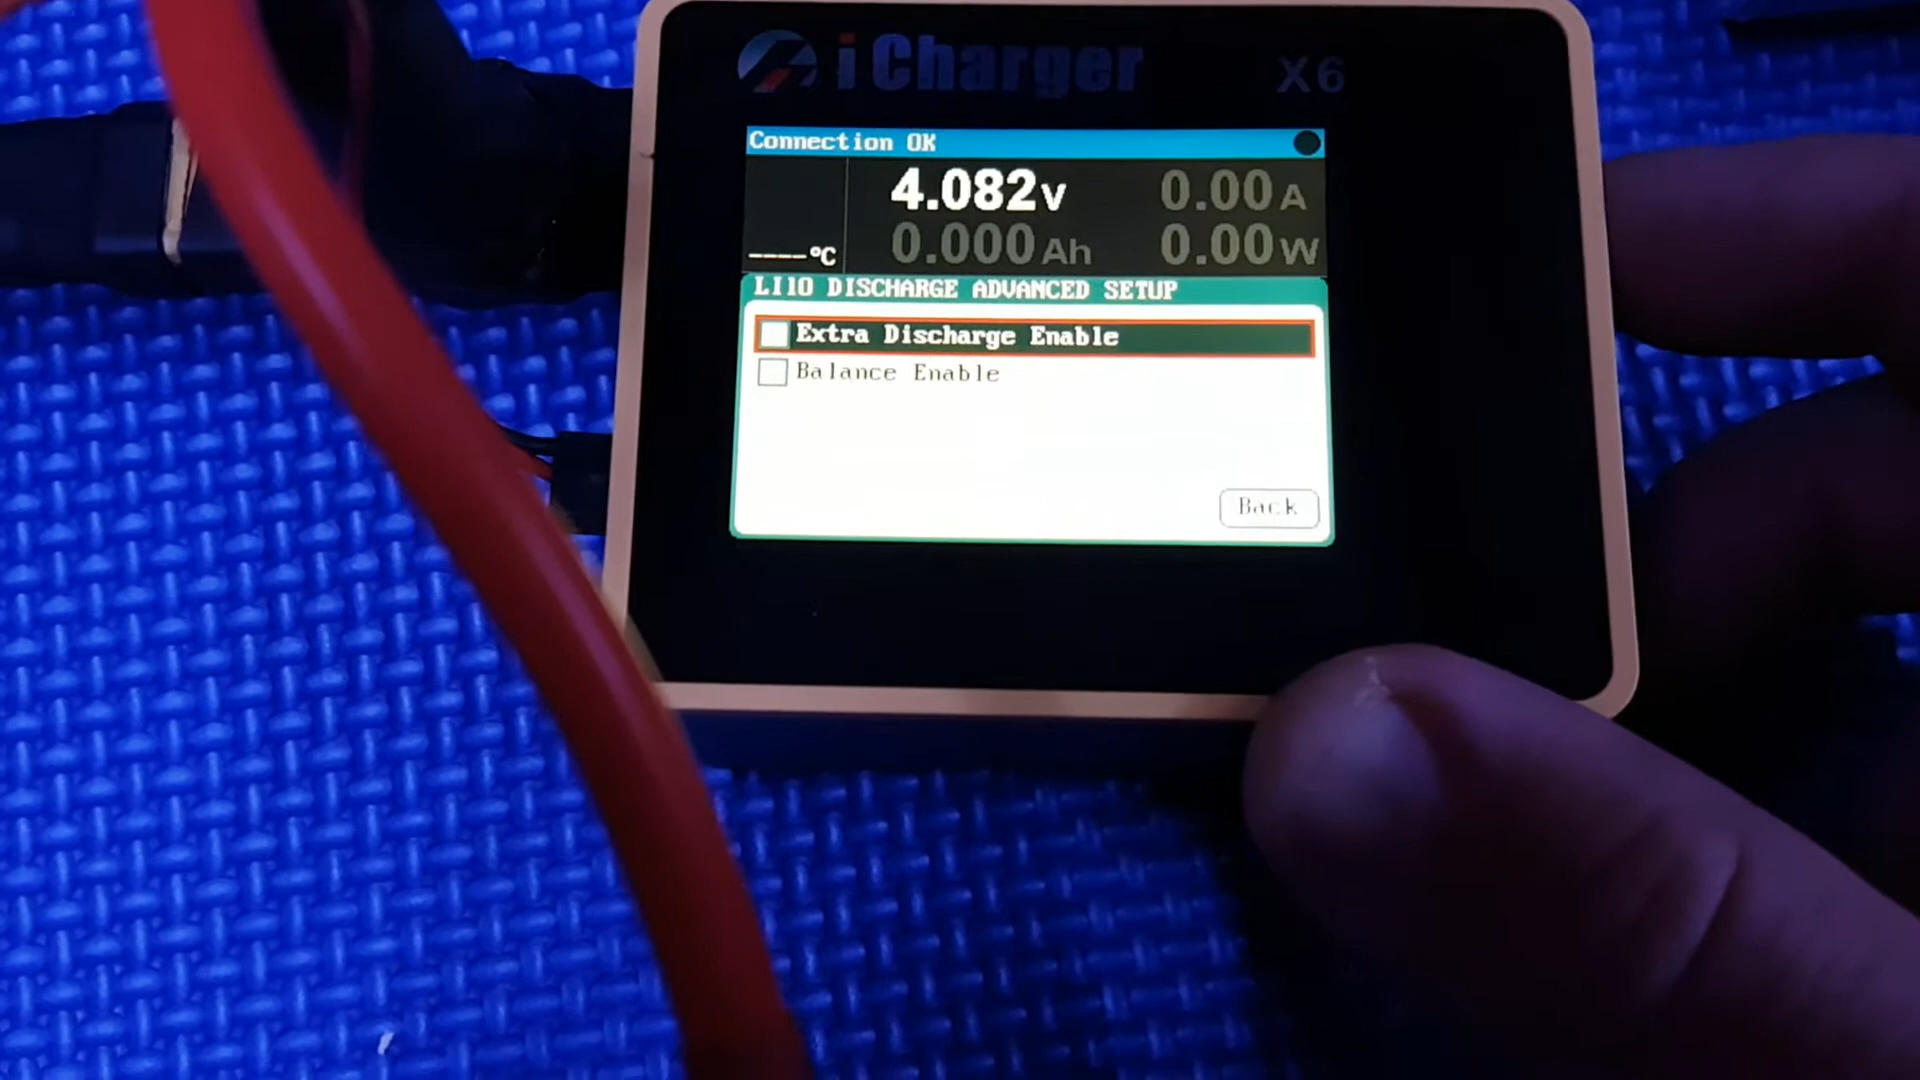 iCharger X6
Connection OK
4.082V 0.00A
----°C 0.000Ah 0.00W
LI10 DISCHARGE ADVANCED SETUP
Extra Discharge Enable
Balance Enable
Back